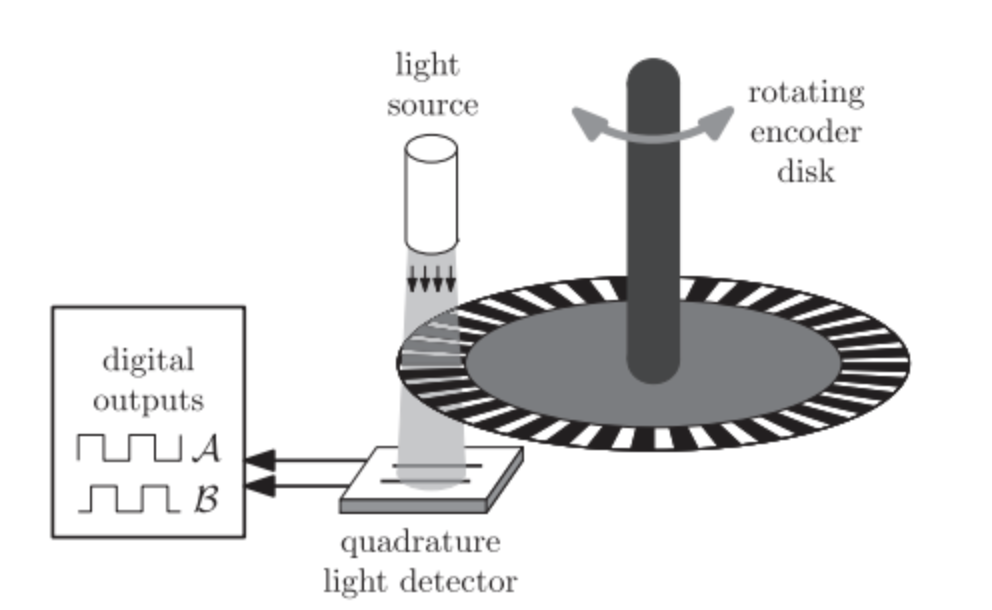 light
source
rotating
encoder
disk
digital
outputs
𝒜
ℬ
quadrature
light detector